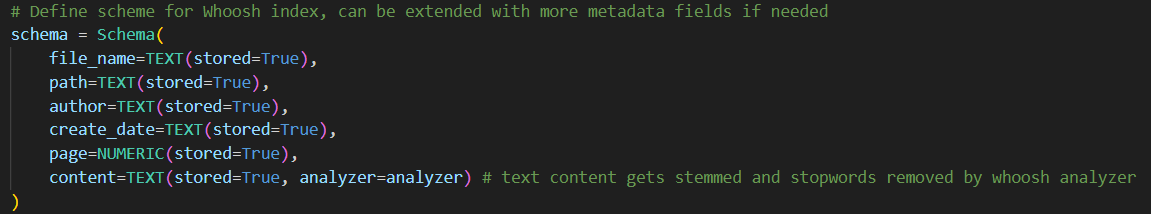 # Define scheme for Whoosh index, can be extended with more metadata fields if needed
schema = Schema(
    file_name=TEXT(stored=True),
    path=TEXT(stored=True),
    author=TEXT(stored=True),
    create_date=TEXT(stored=True),
    page=NUMERIC(stored=True),
    content=TEXT(stored=True, analyzer=analyzer) # text content gets stemmed and stopwords removed by whoosh analyzer
)